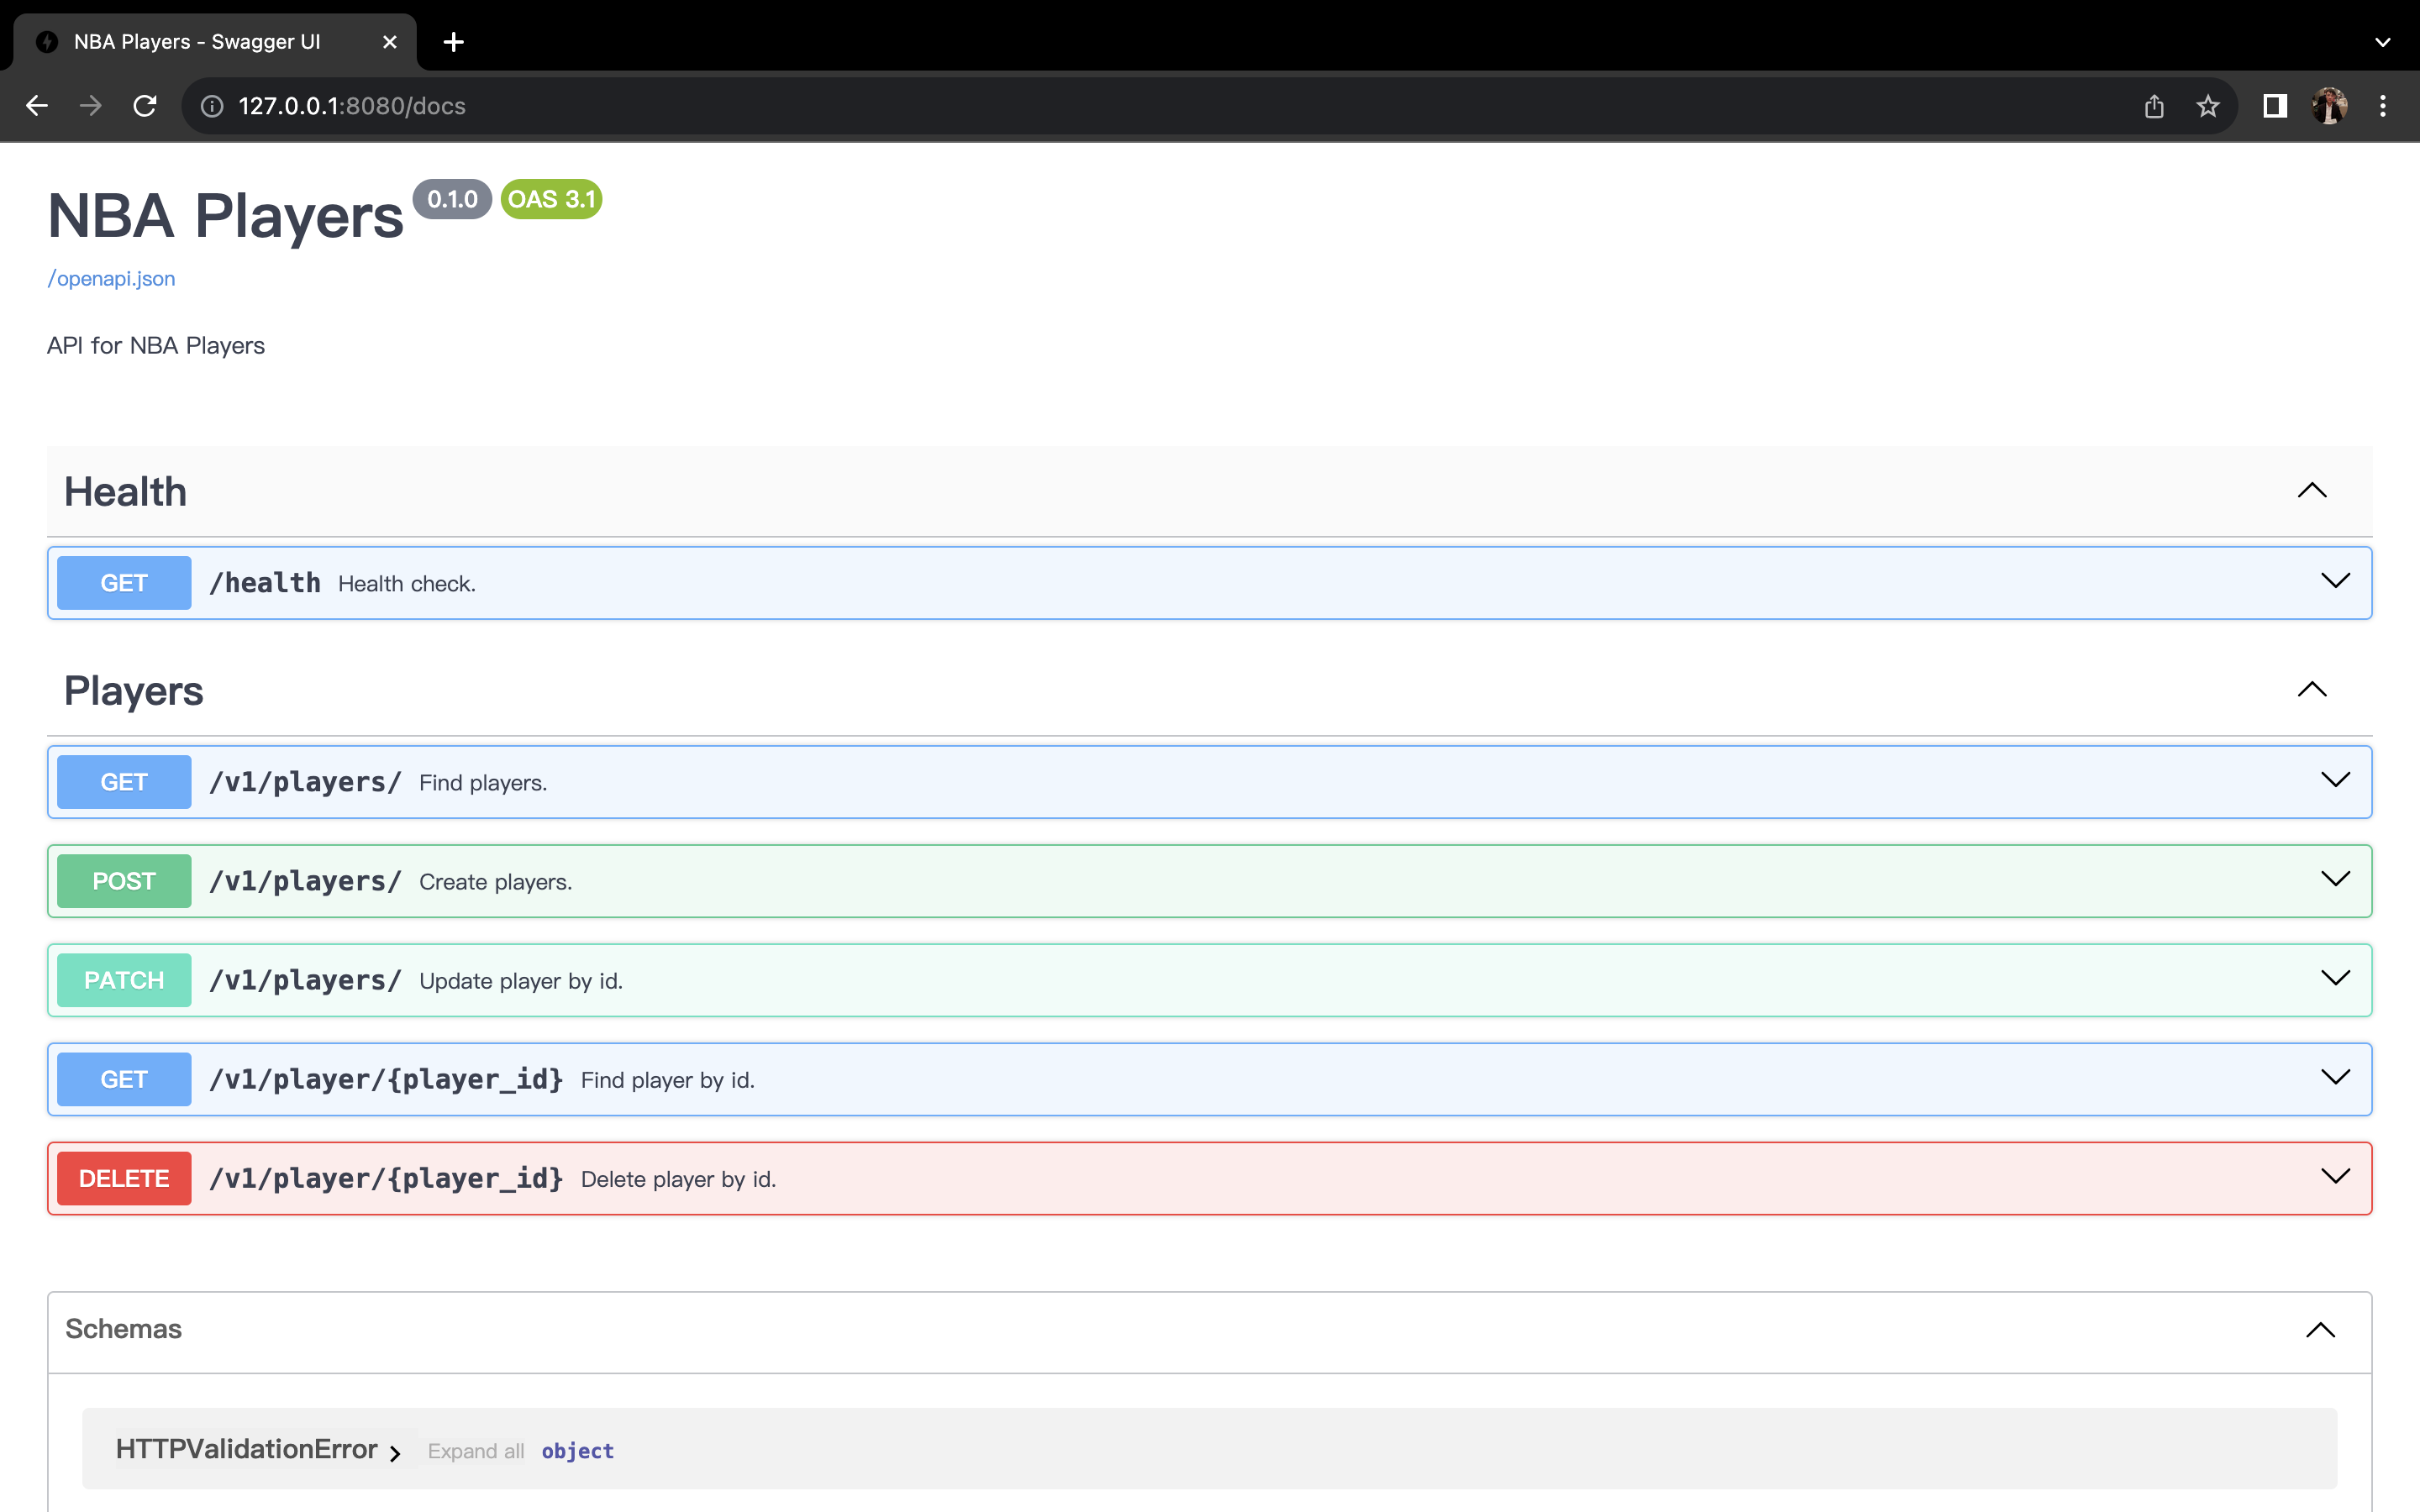 NBA Players - Swagger UI
127.0.0.1:8080/docs
NBA Players 0.1.0 OAS 3.1
/openapi.json
API for NBA Players
Health
GET /health Health check.
Players
GET /v1/players/ Find players.
POST /v1/players/ Create players.
PATCH /v1/players/ Update player by id.
GET /v1/player/{player_id} Find player by id.
DELETE /v1/player/{player_id} Delete player by id.
Schemas
HTTPValidationError Expand all object